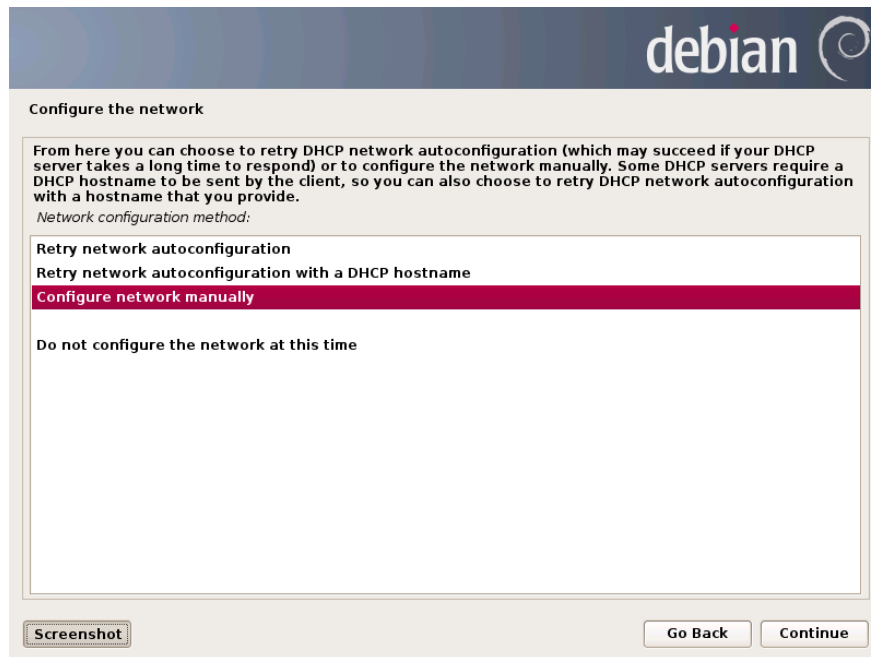 debian
Configure the network
From here you can choose to retry DHCP network autoconfiguration (which may succeed if your DHCP
server takes a long time to respond) or to configure the network manually. Some DHCP servers require a
DHCP hostname to be sent by the client, so you can also choose to retry DHCP network autoconfiguration
with a hostname that you provide.
Network configuration method:
Retry network autoconfiguration
Retry network autoconfiguration with a DHCP hostname
Configure network manually
Do not configure the network at this time
Screenshot
Go Back
Continue